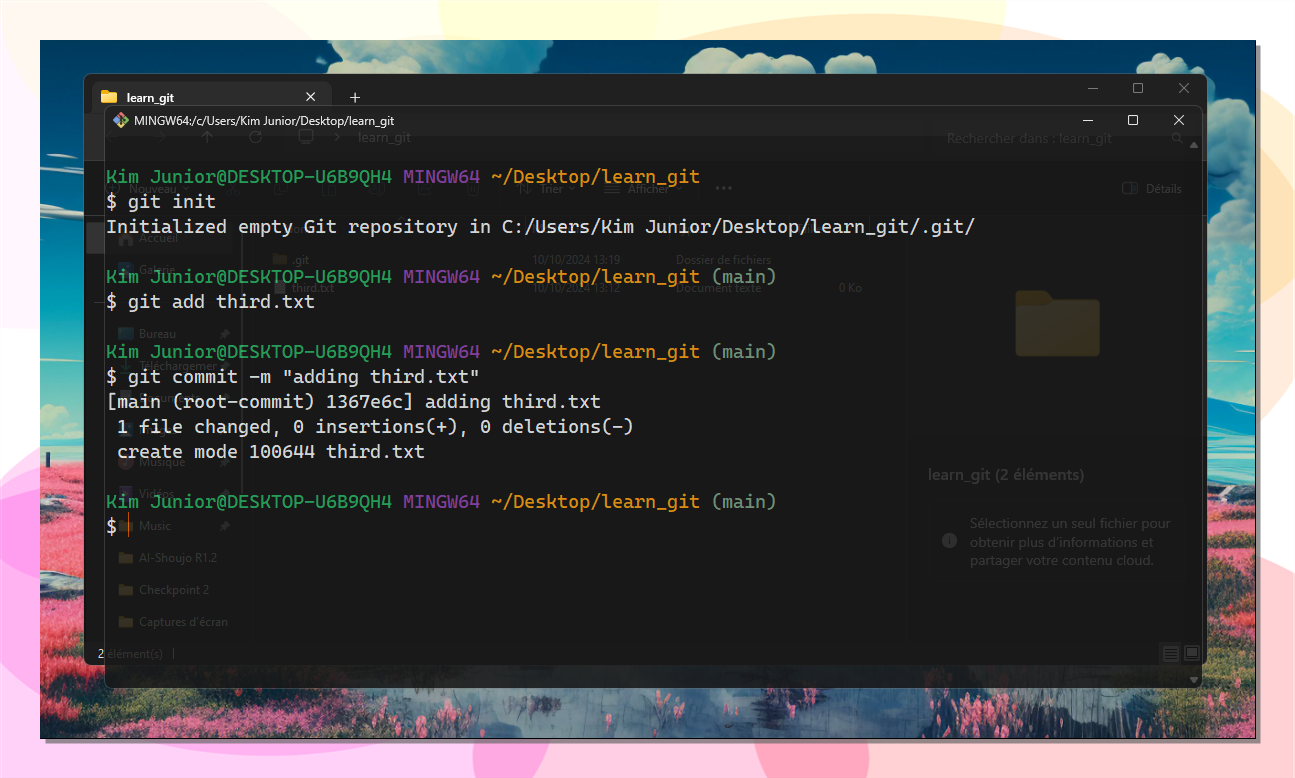 learn_git
MINGW64:/c/Users/Kim Junior/Desktop/learn_git
learn_git
Rechercher dans : learn_git
Kim Junior@DESKTOP-U6B9QH4 MINGW64 ~/Desktop/learn_git
Nouveau Trier Afficher ... Détails
$ git init
Initialized empty Git repository in C:/Users/Kim Junior/Desktop/learn_git/.git/
Accueil
.git 10/10/2024 13:19 Dossier de fichiers
Kim Junior@DESKTOP-U6B9QH4 MINGW64 ~/Desktop/learn_git (main)
third.txt 10/10/2024 13:12 Document texte 0 Ko
$ git add third.txt
Bureau
Kim Junior@DESKTOP-U6B9QH4 MINGW64 ~/Desktop/learn_git (main)
$ git commit -m "adding third.txt"
[main (root-commit) 1367e6c] adding third.txt
1 file changed, 0 insertions(+), 0 deletions(-)
create mode 100644 third.txt
Musique
learn_git (2 éléments)
Kim Junior@DESKTOP-U6B9QH4 MINGW64 ~/Desktop/learn_git (main)
$
Music
Sélectionnez un seul fichier pour
obtenir plus d'informations et
partager votre contenu cloud.
AI-Shoujo R1.2
Checkpoint 2
Captures d'écran
2 élément(s)